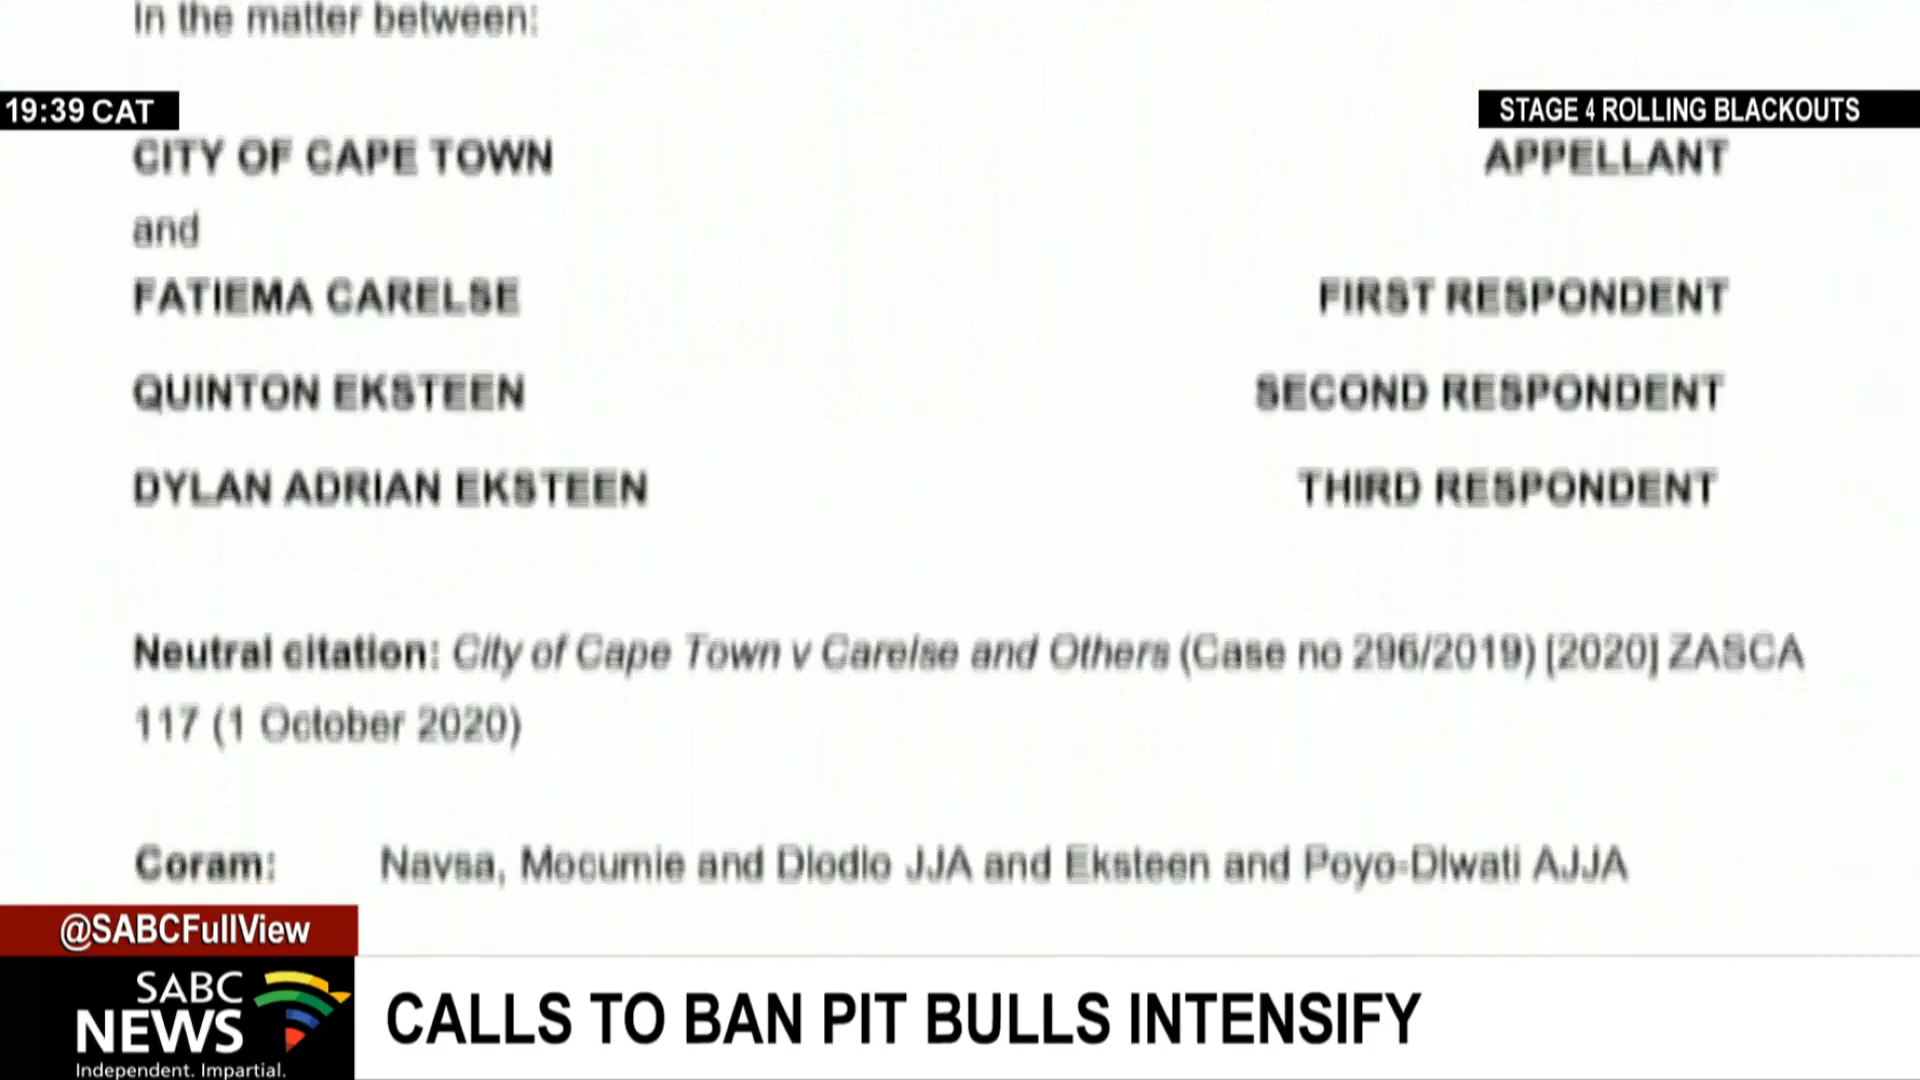 In the matter between:
19:39 CAT
STAGE 4 ROLLING BLACKOUTS
CITY OF CAPE TOWN APPELLANT
and
FATIEMA CARELSE FIRST RESPONDENT
QUINTON EKSTEEN SECOND RESPONDENT
DYLAN ADRIAN EKSTEEN THIRD RESPONDENT
Neutral citation: City of Cape Town v Carelse and Others (Case no 296/2019) [2020] ZASCA
117 (1 October 2020)
Coram: Navsa, Mocumie and Dlodlo JJA and Eksteen and Poyo-Dlwati AJJA
@SABCFullView
SABC
NEWS
Independent. Impartial.
CALLS TO BAN PIT BULLS INTENSIFY